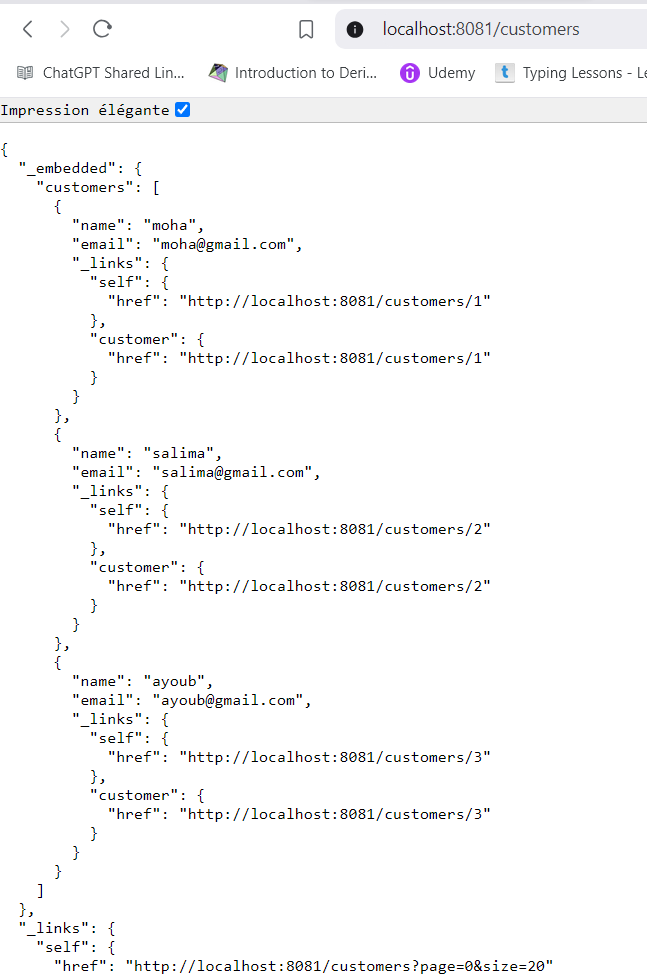 localhost:8081/customers
ChatGPT Shared Lin... Introduction to Deri... Udemy Typing Lessons - Le
Impression élégante
{
  "_embedded": {
    "customers": [
      {
        "name": "moha",
        "email": "moha@gmail.com",
        "_links": {
          "self": {
            "href": "http://localhost:8081/customers/1"
          },
          "customer": {
            "href": "http://localhost:8081/customers/1"
          }
        }
      },
      {
        "name": "salima",
        "email": "salima@gmail.com",
        "_links": {
          "self": {
            "href": "http://localhost:8081/customers/2"
          },
          "customer": {
            "href": "http://localhost:8081/customers/2"
          }
        }
      },
      {
        "name": "ayoub",
        "email": "ayoub@gmail.com",
        "_links": {
          "self": {
            "href": "http://localhost:8081/customers/3"
          },
          "customer": {
            "href": "http://localhost:8081/customers/3"
          }
        }
      }
    ]
  },
  "_links": {
    "self": {
      "href": "http://localhost:8081/customers?page=0&size=20"